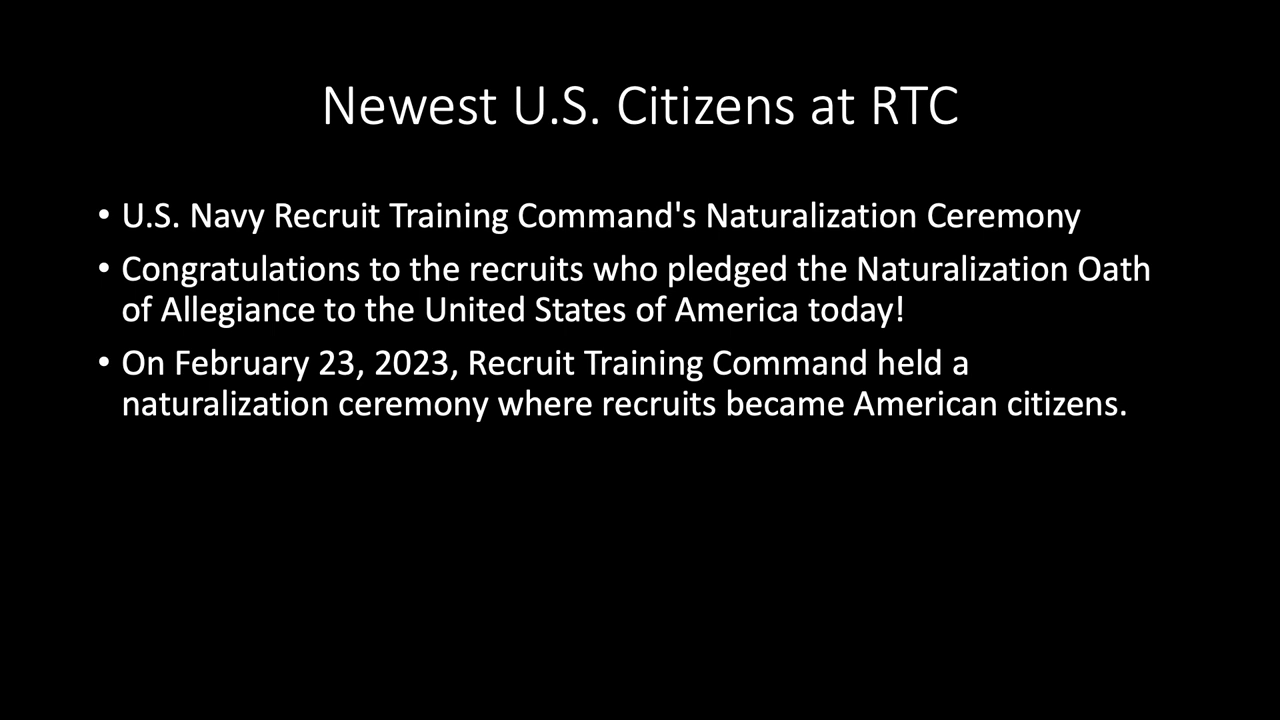 Newest U.S. Citizens at RTC
• U.S. Navy Recruit Training Command's Naturalization Ceremony
• Congratulations to the recruits who pledged the Naturalization Oath
of Allegiance to the United States of America today!
• On February 23, 2023, Recruit Training Command held a
naturalization ceremony where recruits became American citizens.